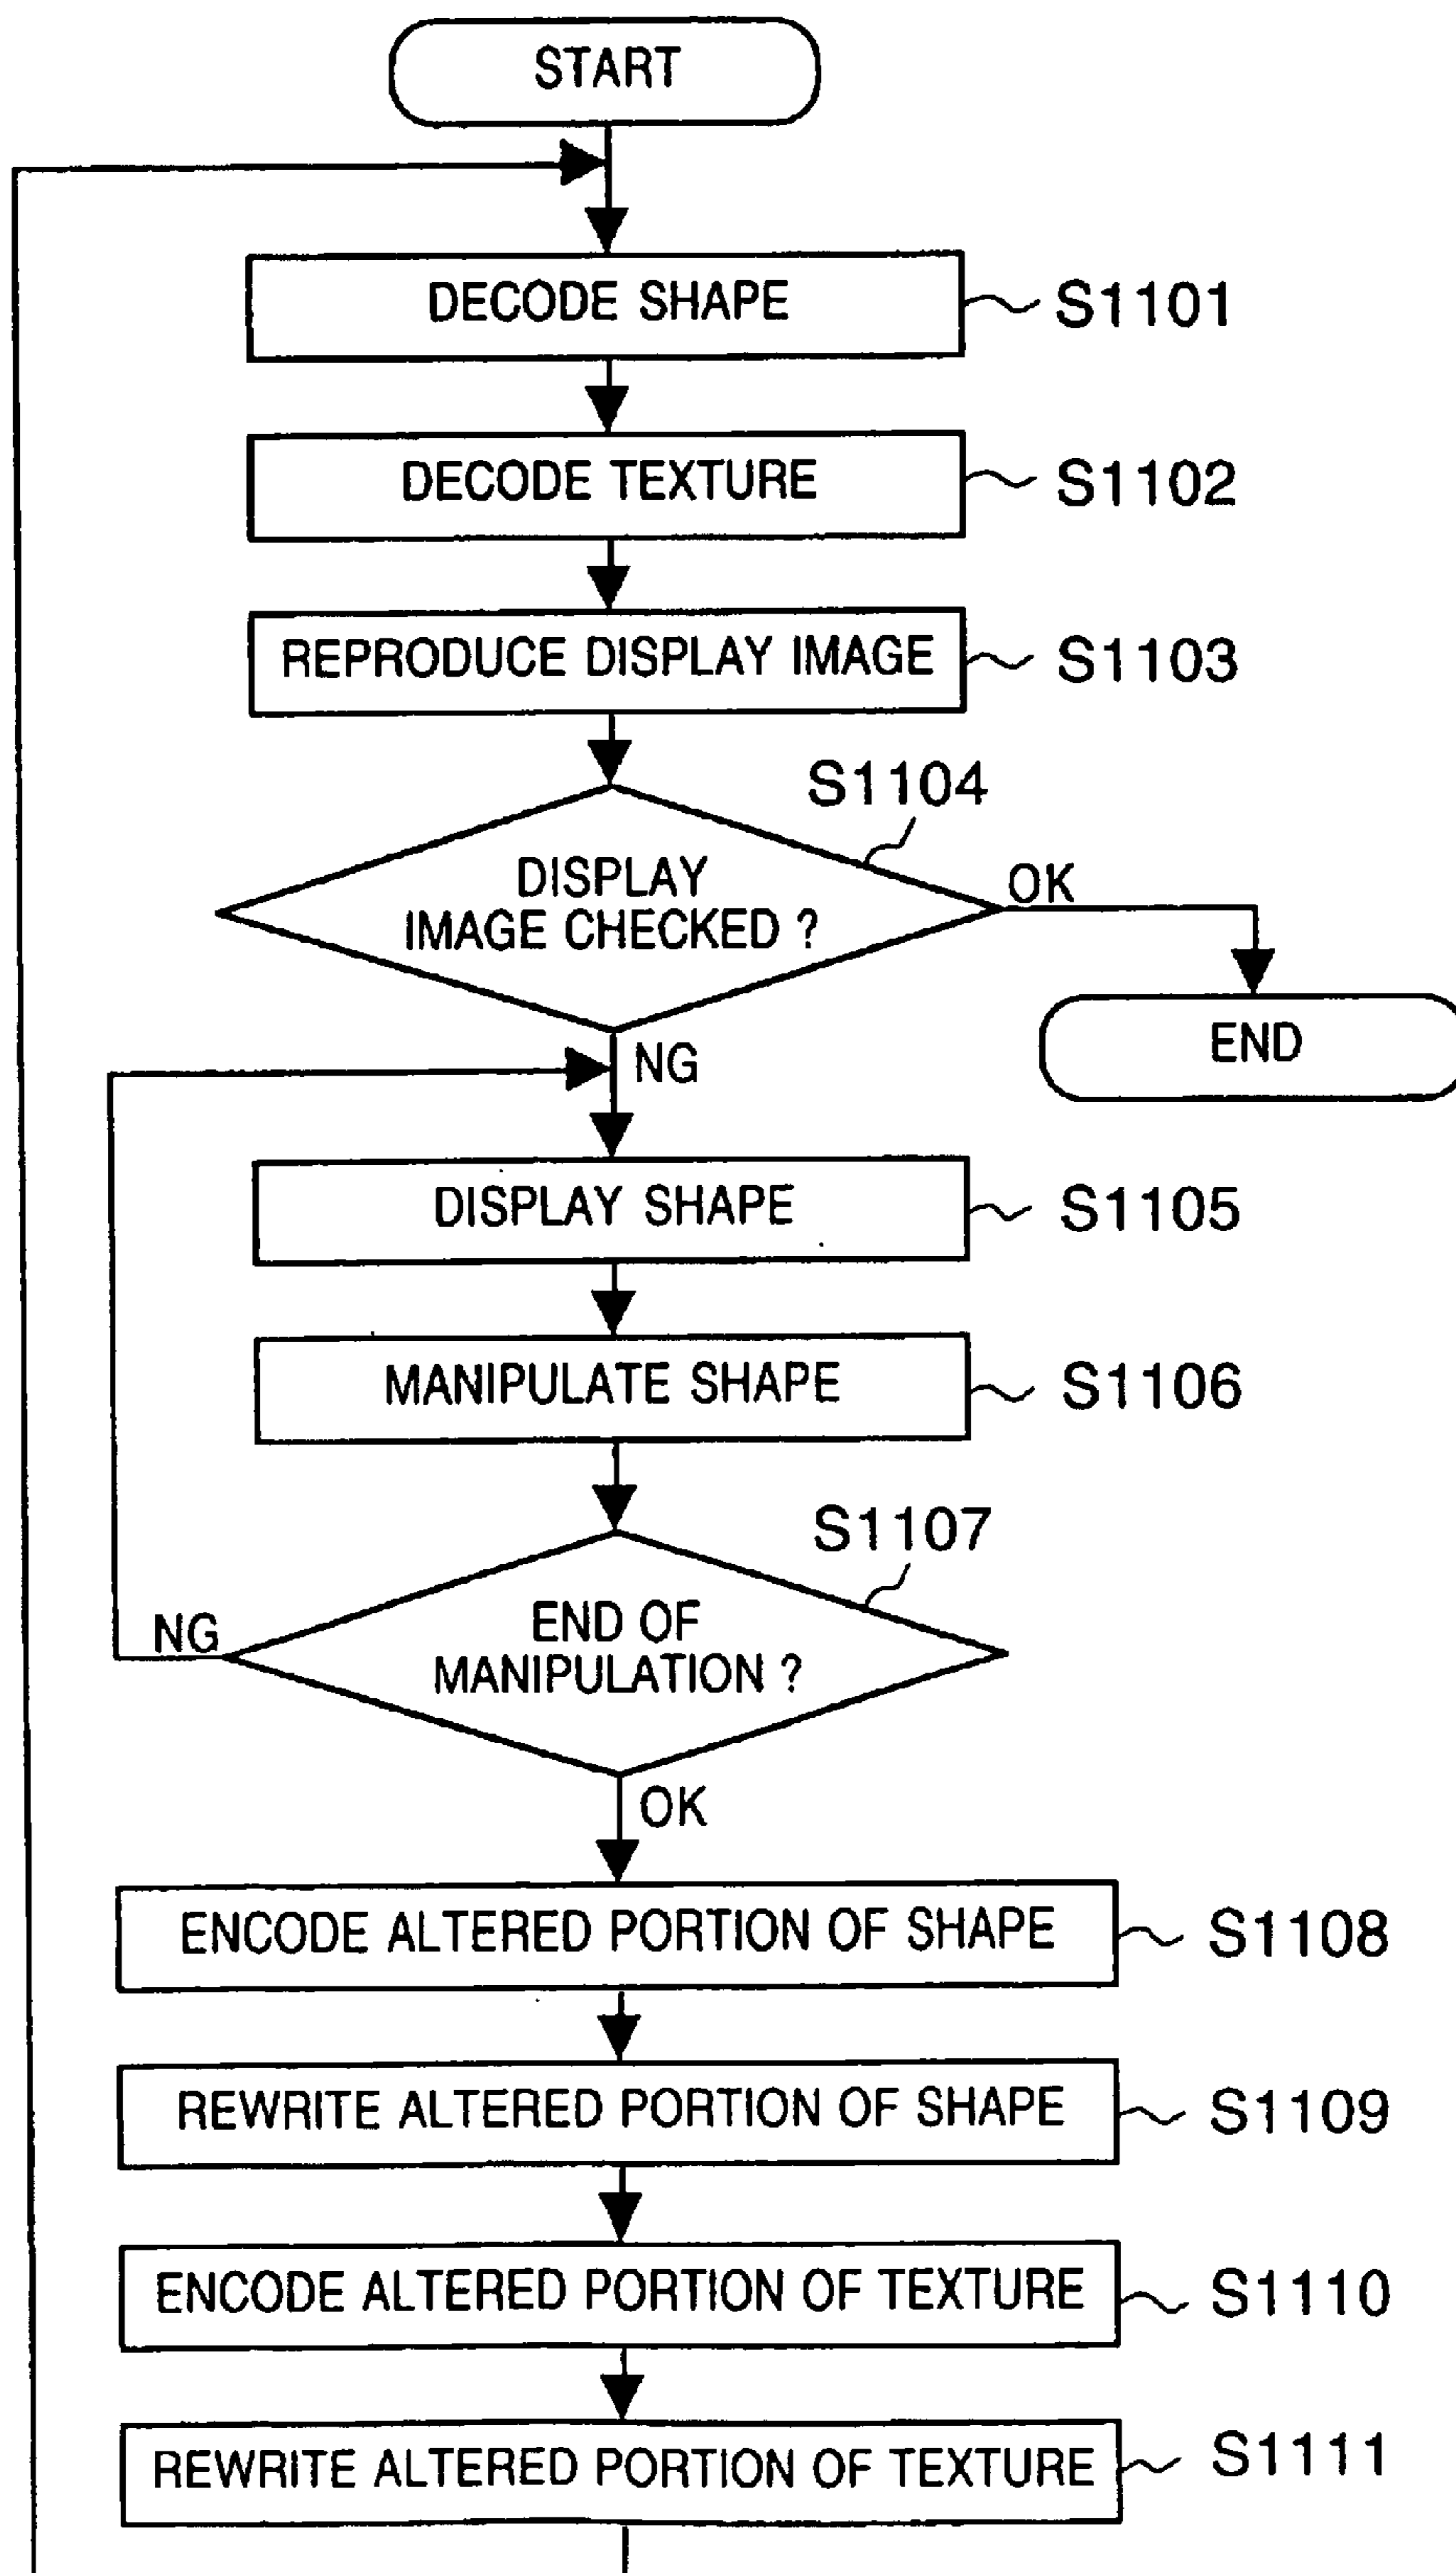 START
DECODE SHAPE
S1101
DECODE TEXTURE
S1102
REPRODUCE DISPLAY IMAGE
S1103
S1104
DISPLAY
IMAGE CHECKED ?
OK
END
NG
DISPLAY SHAPE
S1105
MANIPULATE SHAPE
S1106
S1107
END OF
MANIPULATION ?
NG
OK
ENCODE ALTERED PORTION OF SHAPE
S1108
REWRITE ALTERED PORTION OF SHAPE
S1109
ENCODE ALTERED PORTION OF TEXTURE
S1110
REWRITE ALTERED PORTION OF TEXTURE
S1111